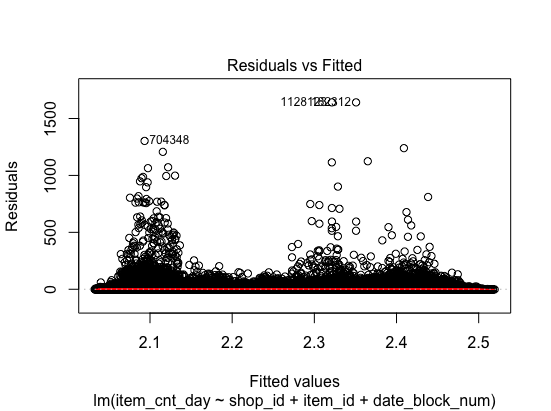 Residuals vs Fitted
Residuals
1500
1000
500
0
704348
2.1
2.2
2.3
2.4
2.5
Fitted values
lm(item_cnt_day ~ shop_id + item_id + date_block_num)